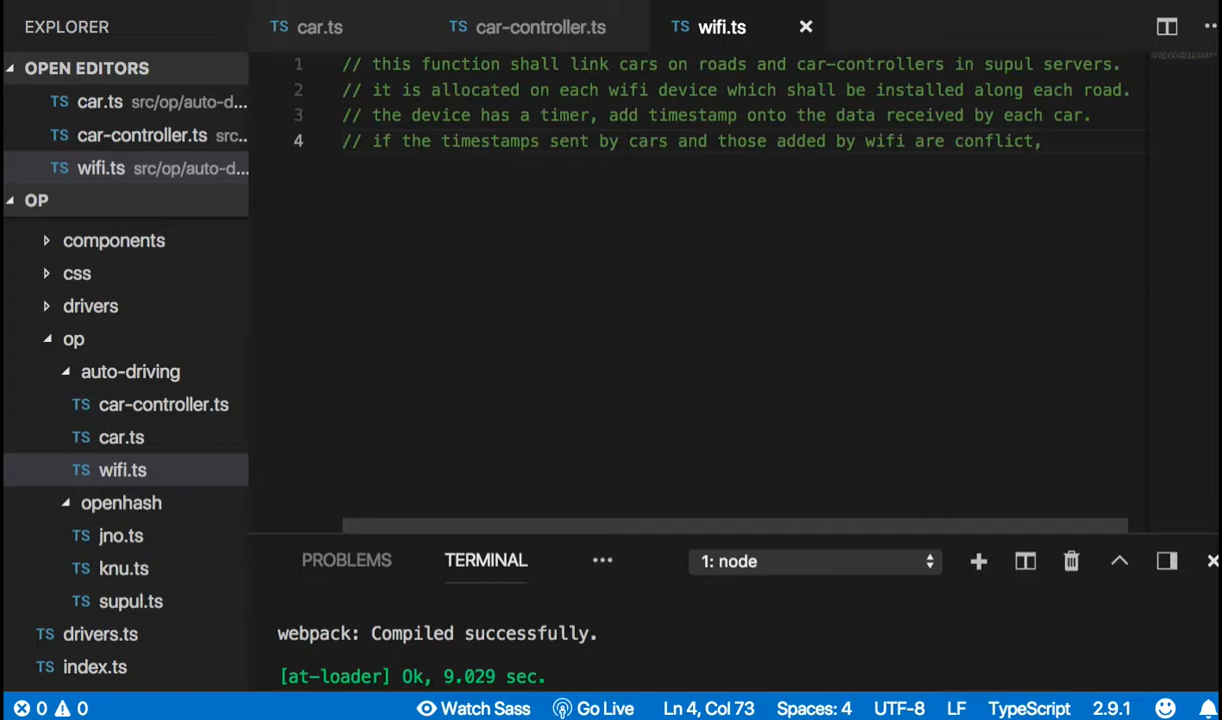 EXPLORER
TS car.ts
TS car-controller.ts
TS wifi.ts
OPEN EDITORS
TS car.ts src/op/auto-d...
TS car-controller.ts src...
TS wifi.ts src/op/auto-d...
OP
components
css
drivers
op
auto-driving
TS car-controller.ts
TS car.ts
TS wifi.ts
openhash
TS jno.ts
TS knu.ts
TS supul.ts
TS drivers.ts
TS index.ts
1 // this function shall link cars on roads and car-controllers in supul servers.
2 // it is allocated on each wifi device which shall be installed along each road.
3 // the device has a timer, add timestamp onto the data received by each car.
4 // if the timestamps sent by cars and those added by wifi are conflict,
PROBLEMS TERMINAL ... 1: node
webpack: Compiled successfully.
[at-loader] Ok, 9.029 sec.
0 0 Watch Sass Go Live Ln 4, Col 73 Spaces: 4 UTF-8 LF TypeScript 2.9.1